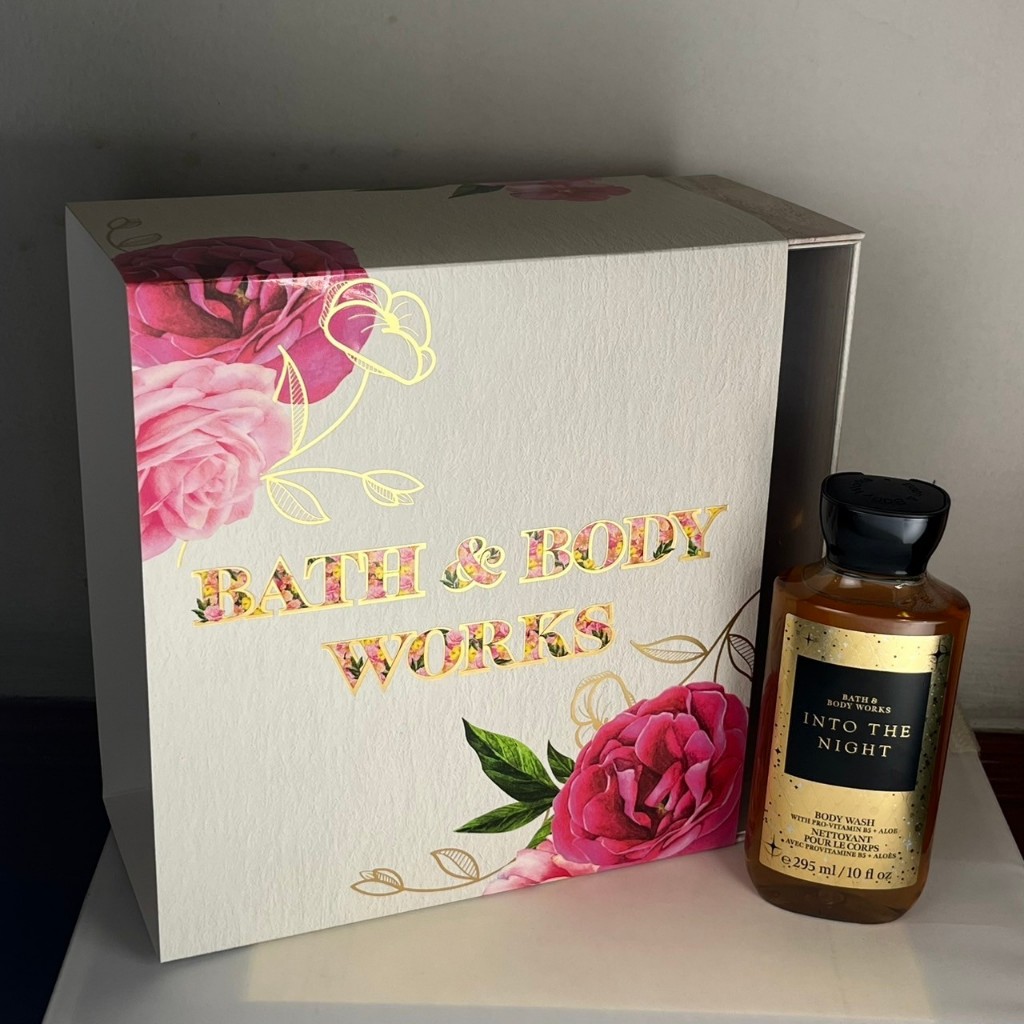 BATH & BODY
WORKS
BATH &
BODY WORKS
INTO THE
NIGHT
BODY WASH
WITH PRO-VITAMIN B5 + ALOE
NETTOYANT
POUR LE CORPS
AVEC PROVITAMINE B5 + ALOÈS
℮ 295 ml / 10 fl oz